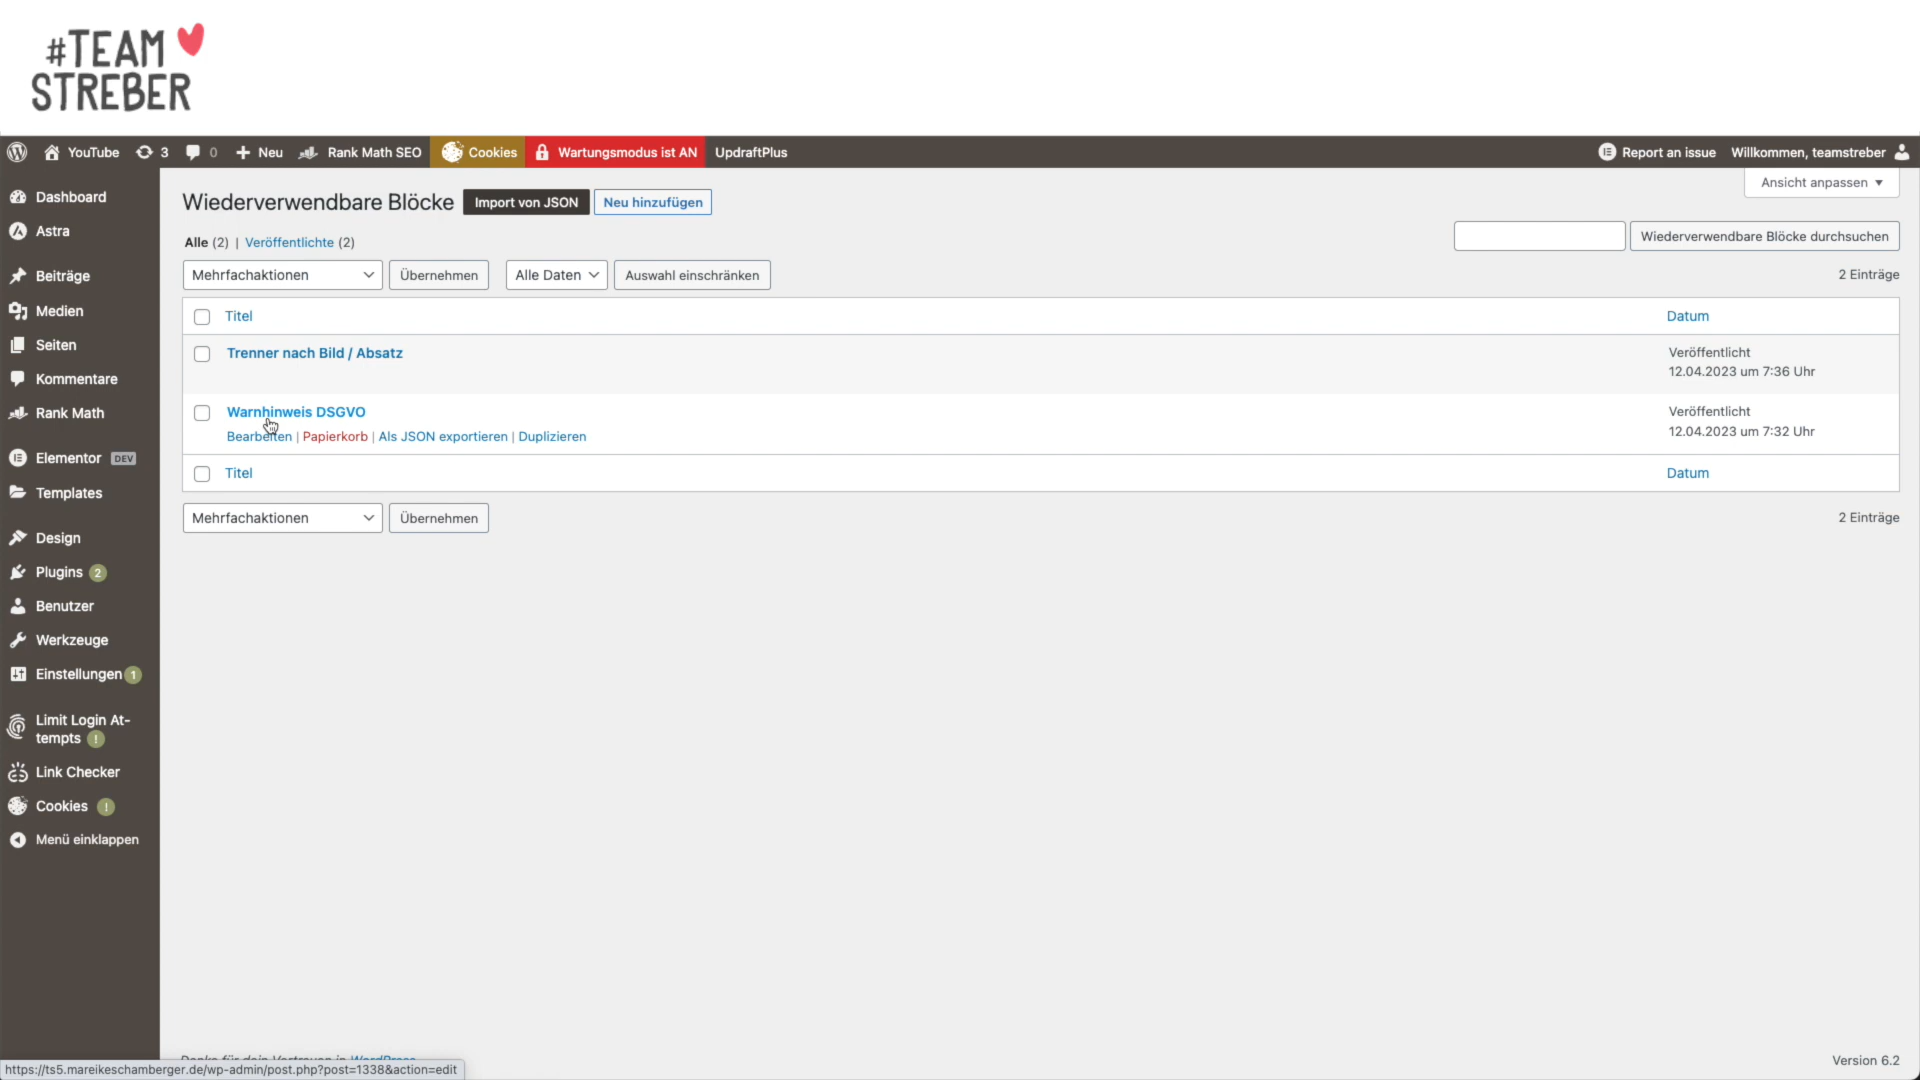 #TEAM
STREBER
YouTube 3 0 Neu Rank Math SEO Cookies Wartungsmodus ist AN UpdraftPlus Report an issue Willkommen, teamstreber
Ansicht anpassen
Dashboard
Astra
Beiträge
Medien
Seiten
Kommentare
Rank Math
Elementor DEV
Templates
Design
Plugins 2
Benutzer
Werkzeuge
Einstellungen 1
Limit Login At-
tempts !
Link Checker
Cookies !
Menü einklappen
Wiederverwendbare Blöcke Import von JSON Neu hinzufügen
Alle (2) | Veröffentlichte (2)
Wiederverwendbare Blöcke durchsuchen
Mehrfachaktionen Übernehmen Alle Daten Auswahl einschränken 2 Einträge
Titel Datum
Trenner nach Bild / Absatz Veröffentlicht
12.04.2023 um 7:36 Uhr
Warnhinweis DSGVO Veröffentlicht
Bearbeiten | Papierkorb | Als JSON exportieren | Duplizieren 12.04.2023 um 7:32 Uhr
Titel Datum
Mehrfachaktionen Übernehmen 2 Einträge
Danke für dein Vertrauen in WordPress Version 6.2
https://ts5.mareikeschamberger.de/wp-admin/post.php?post=1338&action=edit